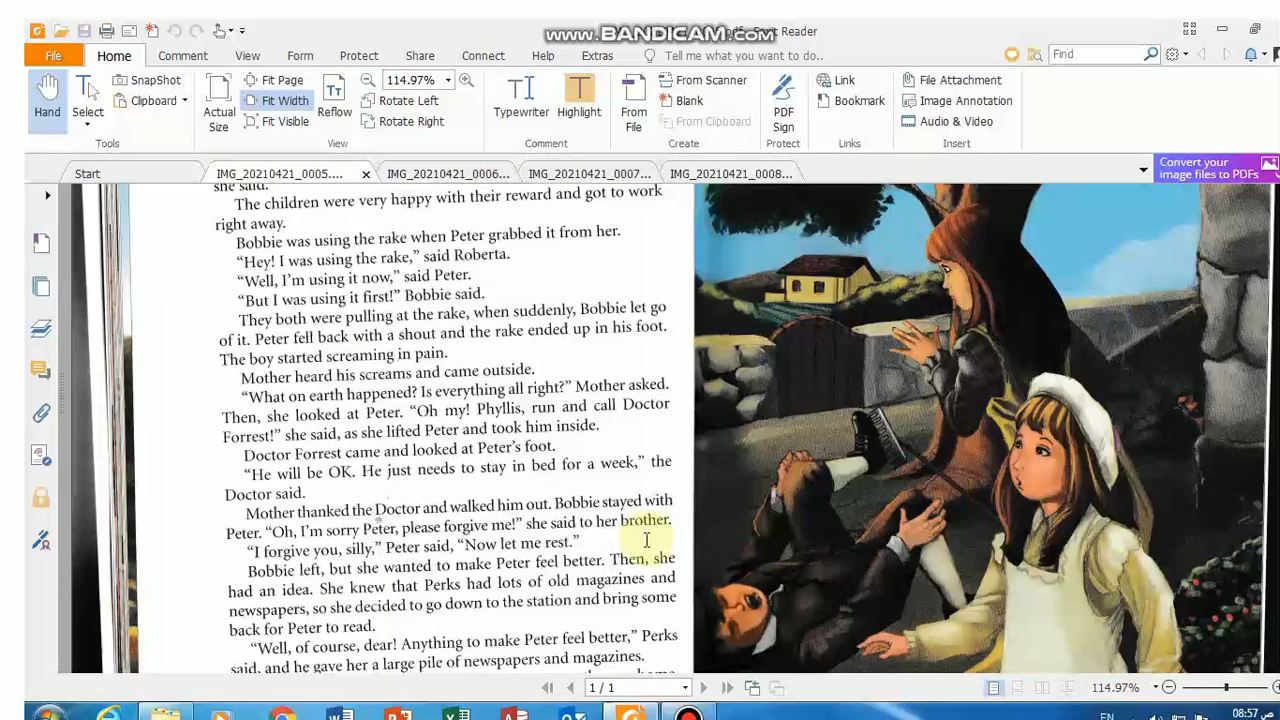 www.BANDICAM.com
Reader
File Home Comment View Form Protect Share Connect Help Extras Tell me what you want to do.. Find
Hand
Select
SnapShot
Clipboard
Tools
Actual Size
Fit Page
Fit Width
Fit Visible
Reflow
114.97%
Rotate Left
Rotate Right
View
Typewriter
Highlight
Comment
From File
From Scanner
Blank
From Clipboard
Create
PDF Sign
Protect
Link
Bookmark
Links
File Attachment
Image Annotation
Audio & Video
Insert
Start IMG_20210421_0005.... IMG_20210421_0006... IMG_20210421_0007... IMG_20210421_0008...
Convert your
image files to PDFs
she said.
The children were very happy with their reward and got to work
right away.
Bobbie was using the rake when Peter grabbed it from her.
“Hey! I was using the rake,” said Roberta.
“Well, I’m using it now,” said Peter.
“But I was using it first!” Bobbie said.
They both were pulling at the rake, when suddenly, Bobbie let go
of it. Peter fell back with a shout and the rake ended up in his foot.
The boy started screaming in pain.
Mother heard his screams and came outside.
“What on earth happened? Is everything all right?” Mother asked.
Then, she looked at Peter. “Oh my! Phyllis, run and call Doctor
Forrest!” she said, as she lifted Peter and took him inside.
Doctor Forrest came and looked at Peter’s foot.
“He will be OK. He just needs to stay in bed for a week,” the
Doctor said.
Mother thanked the Doctor and walked him out. Bobbie stayed with
Peter. “Oh, I’m sorry Peter, please forgive me!” she said to her brother.
“I forgive you, silly,” Peter said, “Now let me rest.”
Bobbie left, but she wanted to make Peter feel better. Then, she
had an idea. She knew that Perks had lots of old magazines and
newspapers, so she decided to go down to the station and bring some
back for Peter to read.
“Well, of course, dear! Anything to make Peter feel better,” Perks
said, and he gave her a large pile of newspapers and magazines.
1 / 1
114.97%
EN
08:57 ص